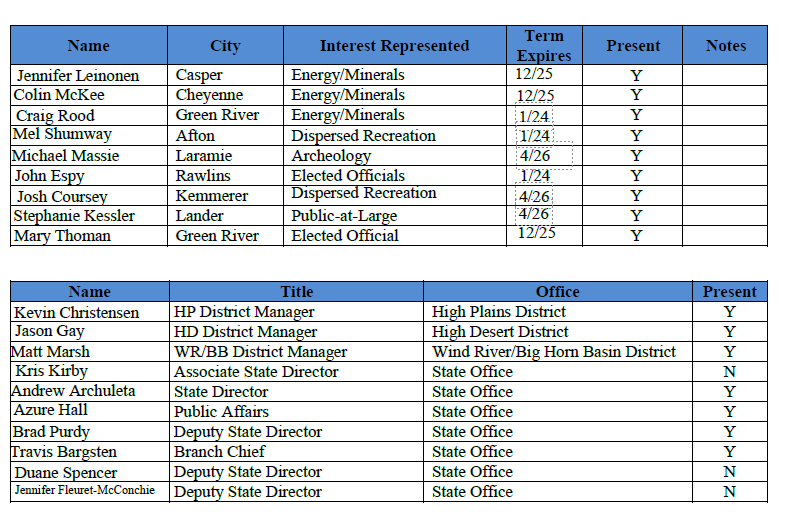 Name City Interest Represented Term Expires Present Notes
Jennifer Leinonen Casper Energy/Minerals 12/25 Y
Colin McKee Cheyenne Energy/Minerals 12/25 Y
Craig Rood Green River Energy/Minerals 1/24 Y
Mel Shumway Afton Dispersed Recreation 1/24 Y
Michael Massie Laramie Archeology 4/26 Y
John Espy Rawlins Elected Officials 1/24 Y
Josh Coursey Kemmerer Dispersed Recreation 4/26 Y
Stephanie Kessler Lander Public-at-Large 4/26 Y
Mary Thoman Green River Elected Official 12/25 Y
Name Title Office Present
Kevin Christensen HP District Manager High Plains District Y
Jason Gay HD District Manager High Desert District Y
Matt Marsh WR/BB District Manager Wind River/Big Horn Basin District Y
Kris Kirby Associate State Director State Office N
Andrew Archuleta State Director State Office Y
Azure Hall Public Affairs State Office Y
Brad Purdy Deputy State Director State Office Y
Travis Bargsten Branch Chief State Office Y
Duane Spencer Deputy State Director State Office N
Jennifer Fleuret-McConchie Deputy State Director State Office N